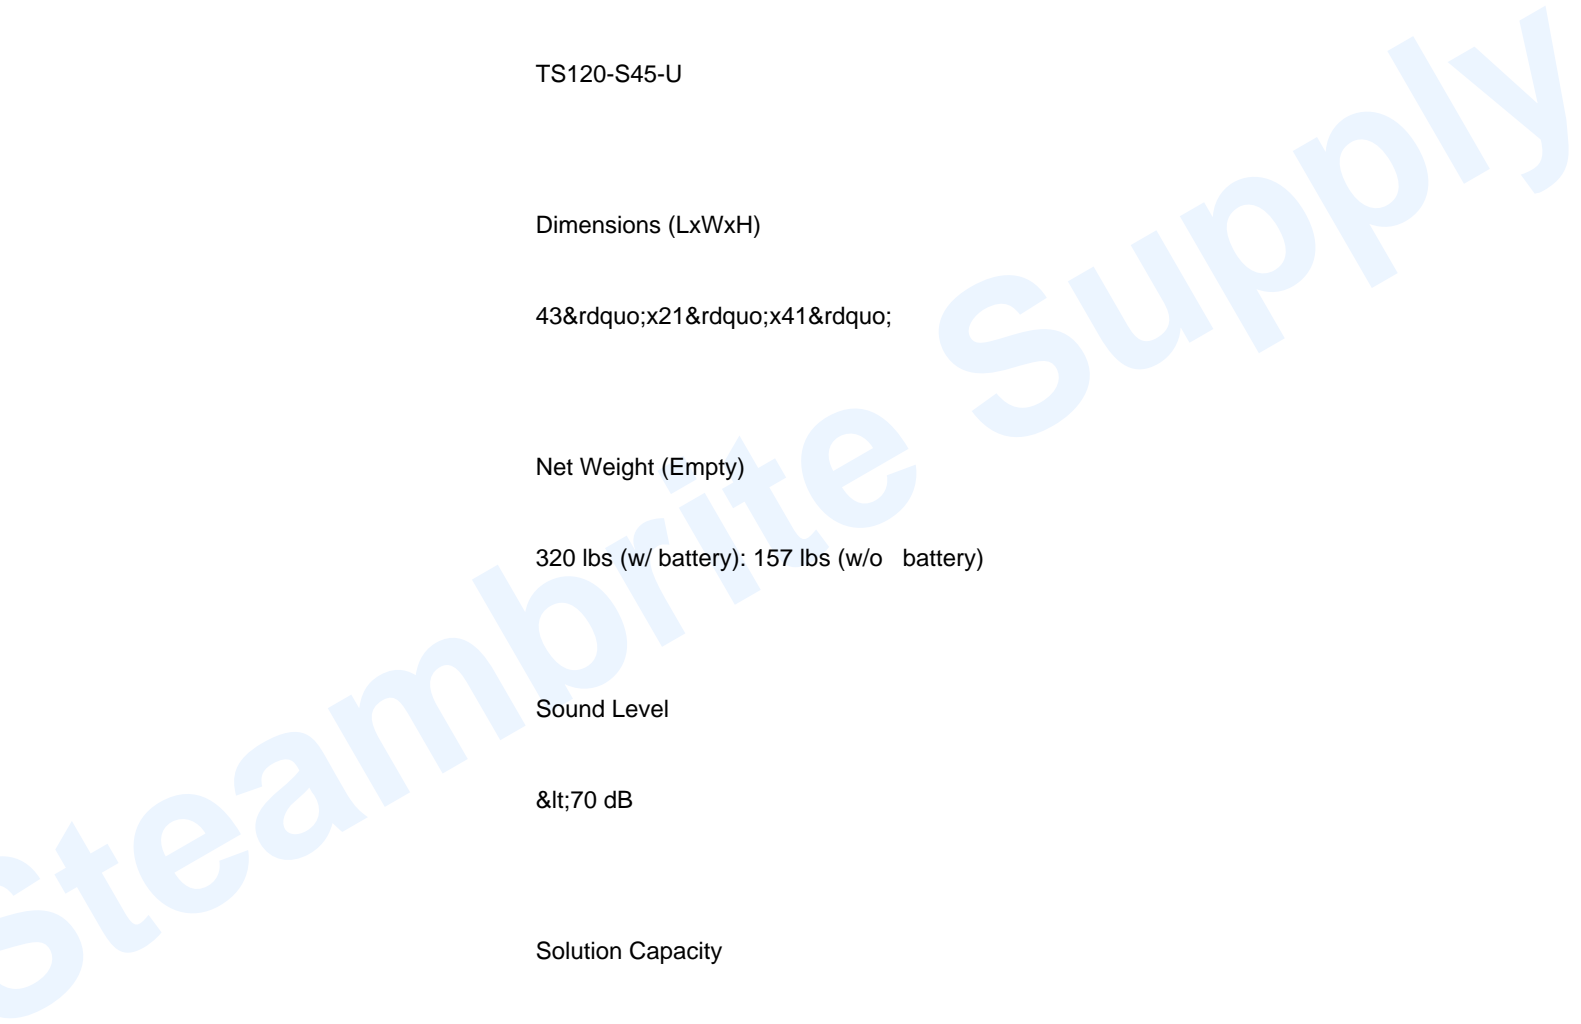 TS120-S45-U
Dimensions (LxWxH)
43&rdquo;x21&rdquo;x41&rdquo;
Net Weight (Empty)
320 lbs (w/ battery): 157 lbs (w/o   battery)
Sound Level
&lt;70 dB
Solution Capacity
Steambrite Supply